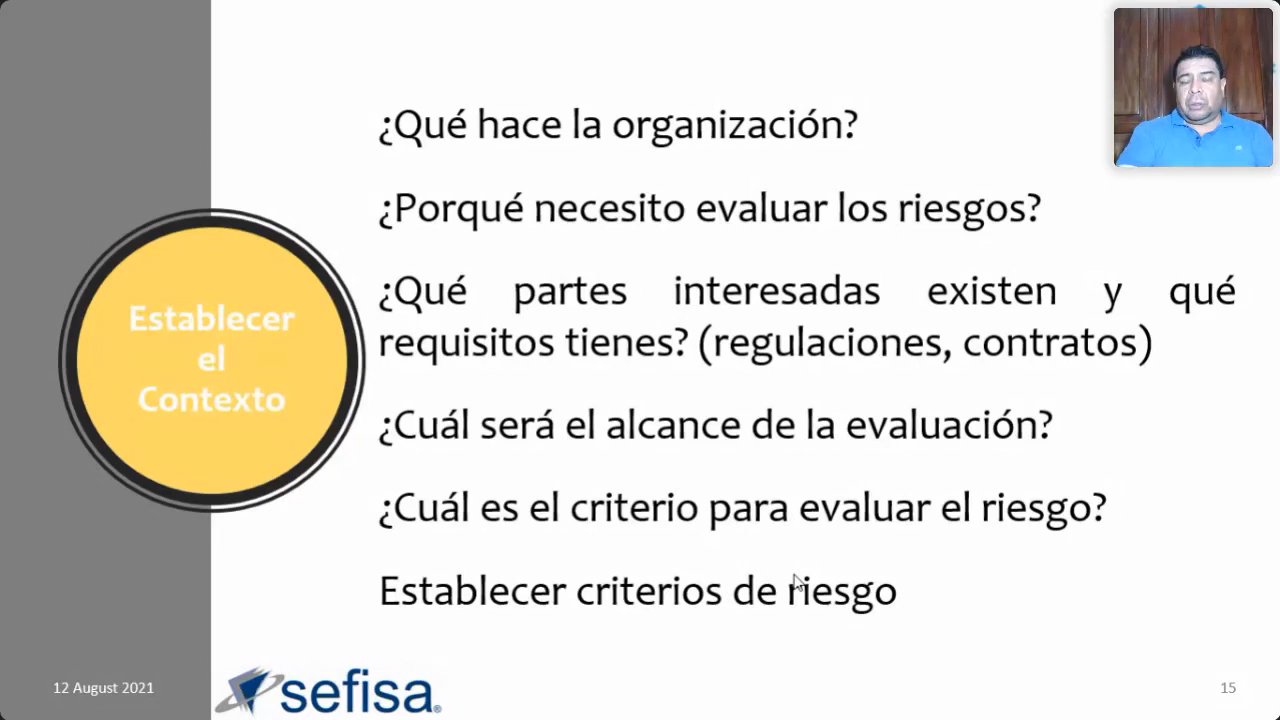 ¿Qué hace la organización?
¿Porqué necesito evaluar los riesgos?
¿Qué partes interesadas existen y qué
requisitos tienes? (regulaciones, contratos)
¿Cuál será el alcance de la evaluación?
¿Cuál es el criterio para evaluar el riesgo?
Establecer criterios de riesgo
Establecer
el
Contexto
12 August 2021
sefisa®
15